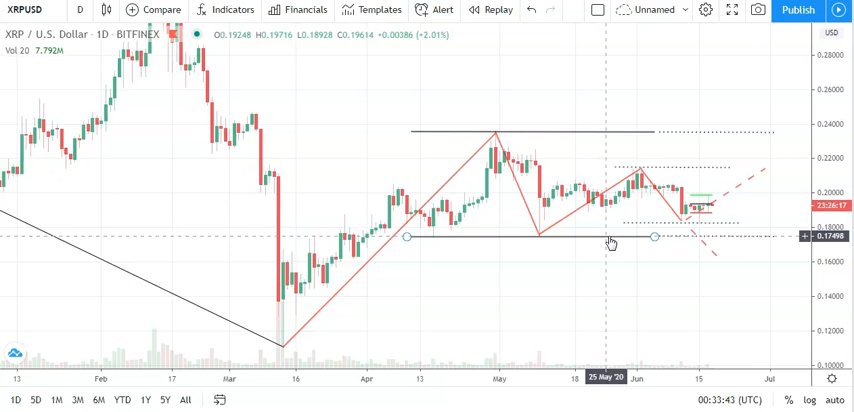 XRPUSD D Compare Indicators Financials Templates Alert Replay Unnamed Publish
XRP / U.S. Dollar · 1D · BITFINEX O0.19248 H0.19716 L0.18928 C0.19614 +0.00386 (+2.01%) USD
Vol 20 7.792M
0.28000
0.26000
0.24000
0.22000
0.20000
23:26:17
0.18000
0.17498
0.16000
0.14000
0.12000
0.10000
13 Feb 17 Mar 16 Apr 13 May 18 25 May '20 Jun 15 Jul
1D 5D 1M 3M 6M YTD 1Y 5Y All 00:33:43 (UTC) % log auto